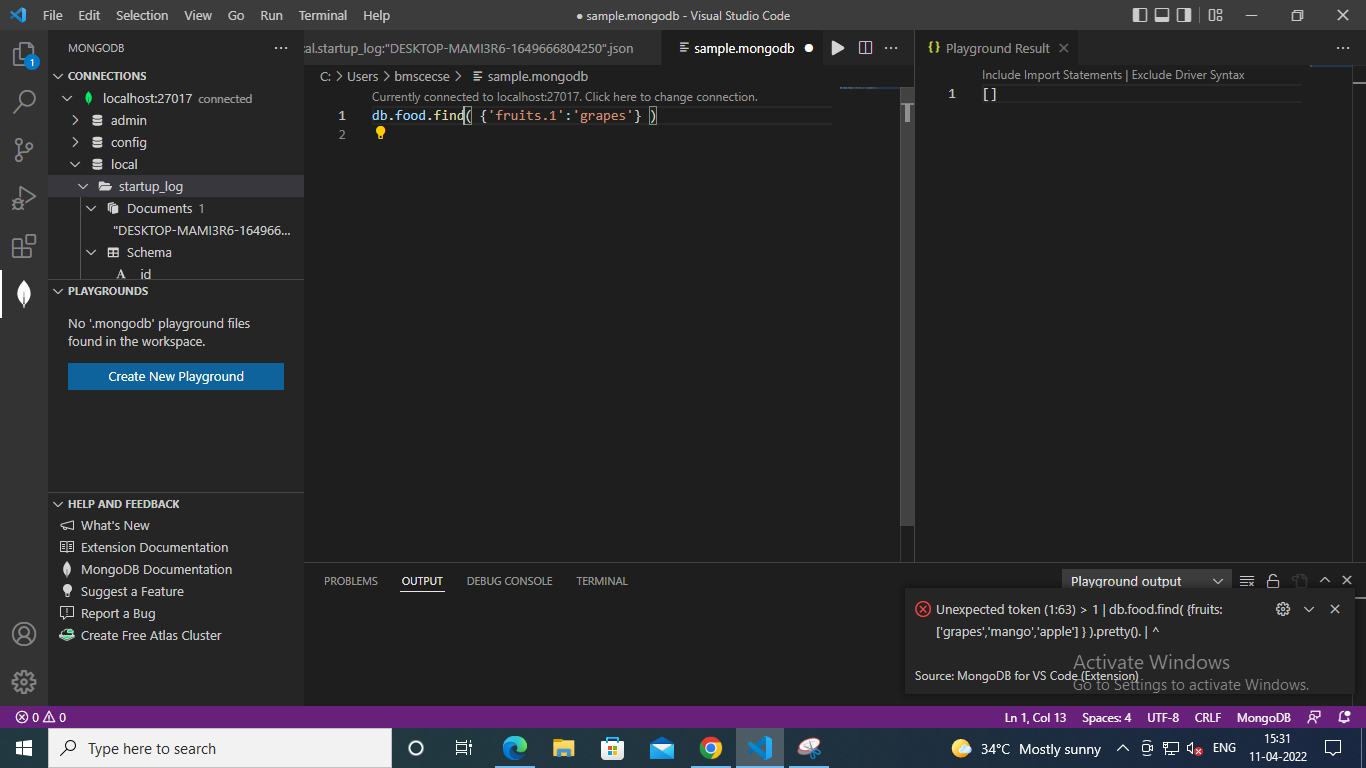 File Edit Selection View Go Run Terminal Help
● sample.mongodb - Visual Studio Code
MONGODB
CONNECTIONS
localhost:27017 connected
admin
config
local
startup_log
Documents 1
"DESKTOP-MAMI3R6-164966...
Schema
id
PLAYGROUNDS
No '.mongodb' playground files
found in the workspace.
Create New Playground
HELP AND FEEDBACK
What's New
Extension Documentation
MongoDB Documentation
Suggest a Feature
Report a Bug
Create Free Atlas Cluster
1
cal.startup_log:"DESKTOP-MAMI3R6-1649666804250".json
sample.mongodb ●
C: > Users > bmscecse > sample.mongodb
Currently connected to localhost:27017. Click here to change connection.
1 db.food.find( {'fruits.1':'grapes'} )
2
{} Playground Result
Include Import Statements | Exclude Driver Syntax
1 []
PROBLEMS OUTPUT DEBUG CONSOLE TERMINAL
Playground output
Unexpected token (1:63) > 1 | db.food.find( {fruits:
['grapes','mango','apple'] } ).pretty(). | ^
Source: MongoDB for VS Code (Extension)
Activate Windows
Go to Settings to activate Windows.
0 0
Ln 1, Col 13 Spaces: 4 UTF-8 CRLF MongoDB
Type here to search
34°C Mostly sunny
ENG
15:31
11-04-2022